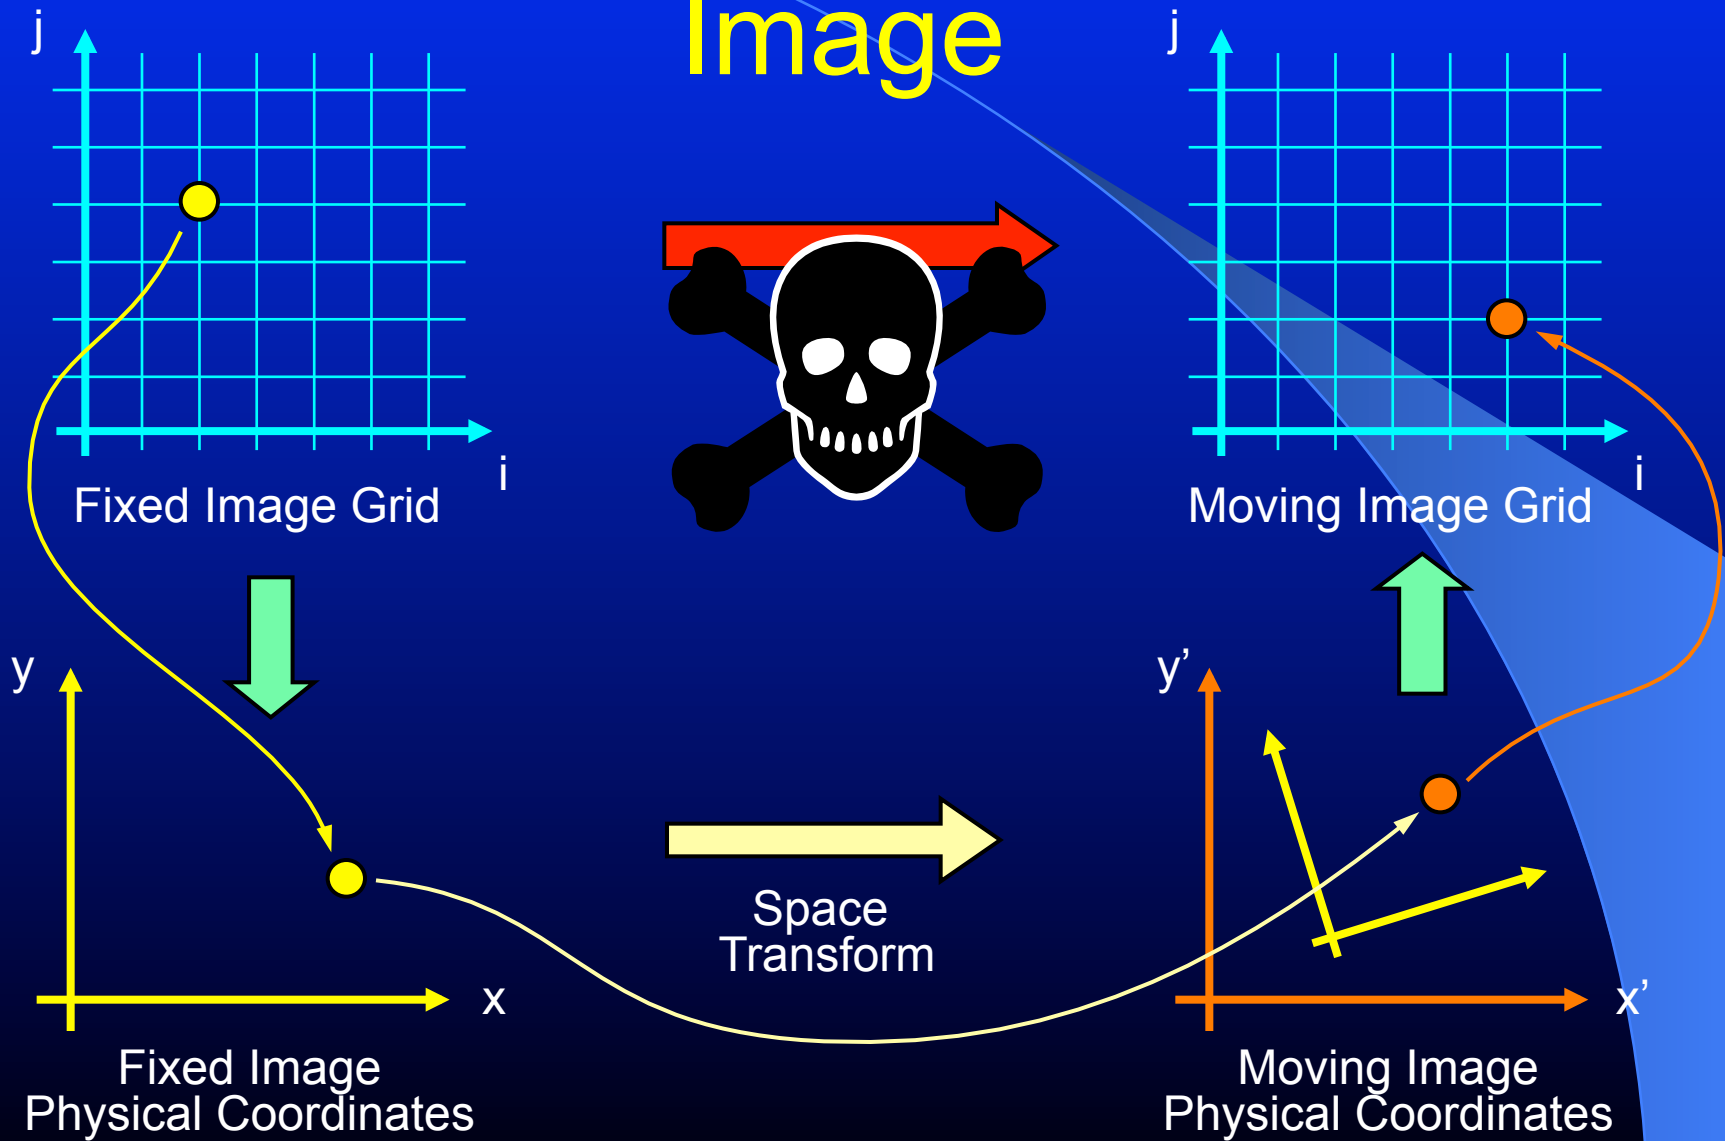 Image
j
i
Fixed Image Grid
j
i
Moving Image Grid
y
x
Fixed Image
Physical Coordinates
Space
Transform
y’
x’
Moving Image
Physical Coordinates